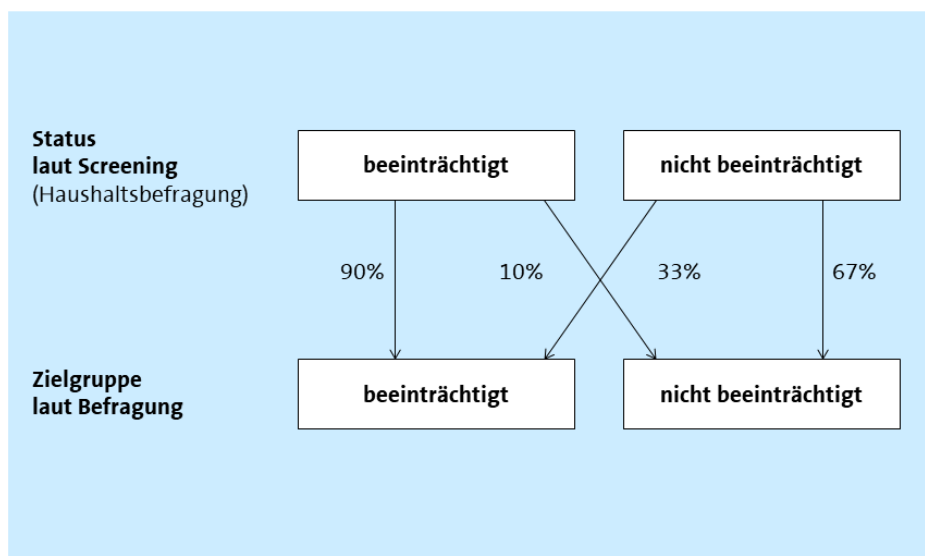 Status
laut Screening
(Haushaltsbefragung)
beeinträchtigt
nicht beeinträchtigt
90%
10%
33%
67%
Zielgruppe
laut Befragung
beeinträchtigt
nicht beeinträchtigt